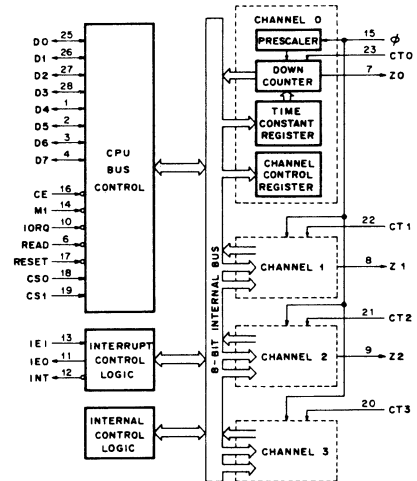 CHANNEL 0
PRESCALER
15 Φ
23 CT0
DOWN COUNTER
7 Z0
TIME CONSTANT REGISTER
CHANNEL CONTROL REGISTER
D0 25
D1 26
D2 27
D3 28
D4 1
D5 2
D6 3
D7 4
CPU BUS CONTROL
CE 16
M1 14
IORQ 10
READ 6
RESET 17
CS0 18
CS1 19
8-BIT INTERNAL BUS
22 CT1
CHANNEL 1
8 Z1
21 CT2
CHANNEL 2
9 Z2
IEI 13
IEO 11
INT 12
INTERRUPT CONTROL LOGIC
20 CT3
INTERNAL CONTROL LOGIC
CHANNEL 3